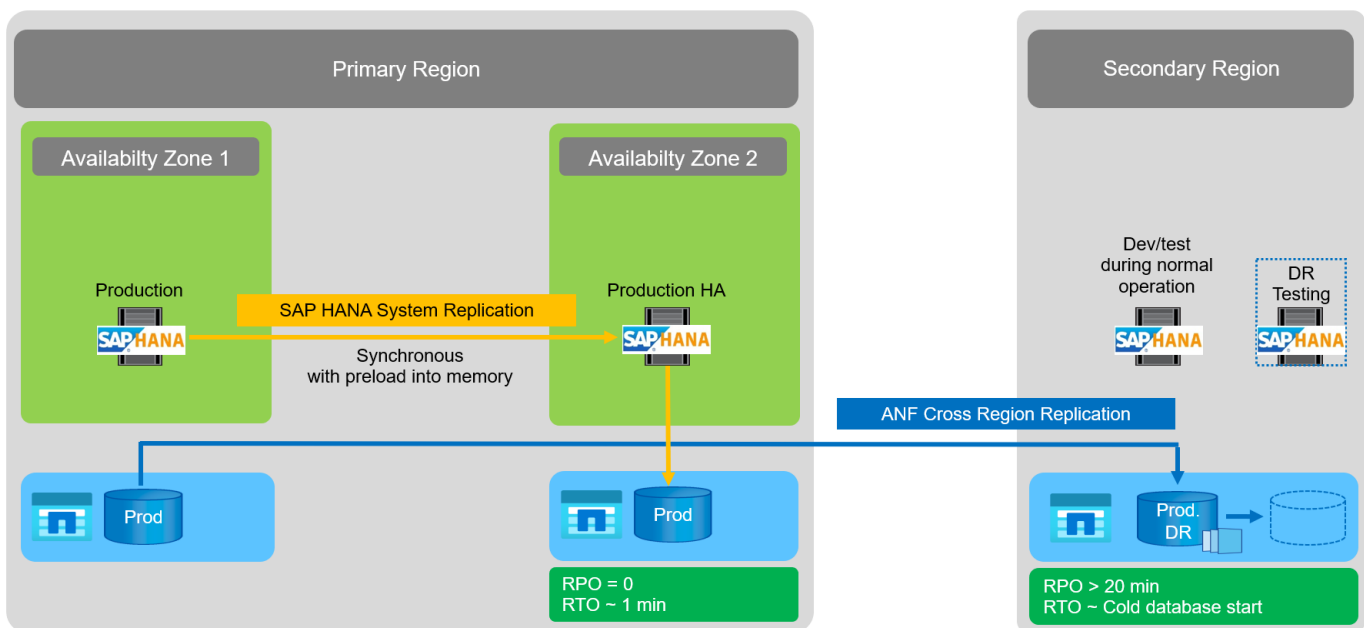 Primary Region
Secondary Region
Availabilty Zone 1
Availabilty Zone 2
Production
SAP HANA
SAP HANA System Replication
Synchronous
with preload into memory
Production HA
SAP HANA
Dev/test
during normal
operation
SAP HANA
DR
Testing
SAP HANA
ANF Cross Region Replication
Prod
Prod
Prod.
DR
RPO = 0
RTO ~ 1 min
RPO > 20 min
RTO ~ Cold database start